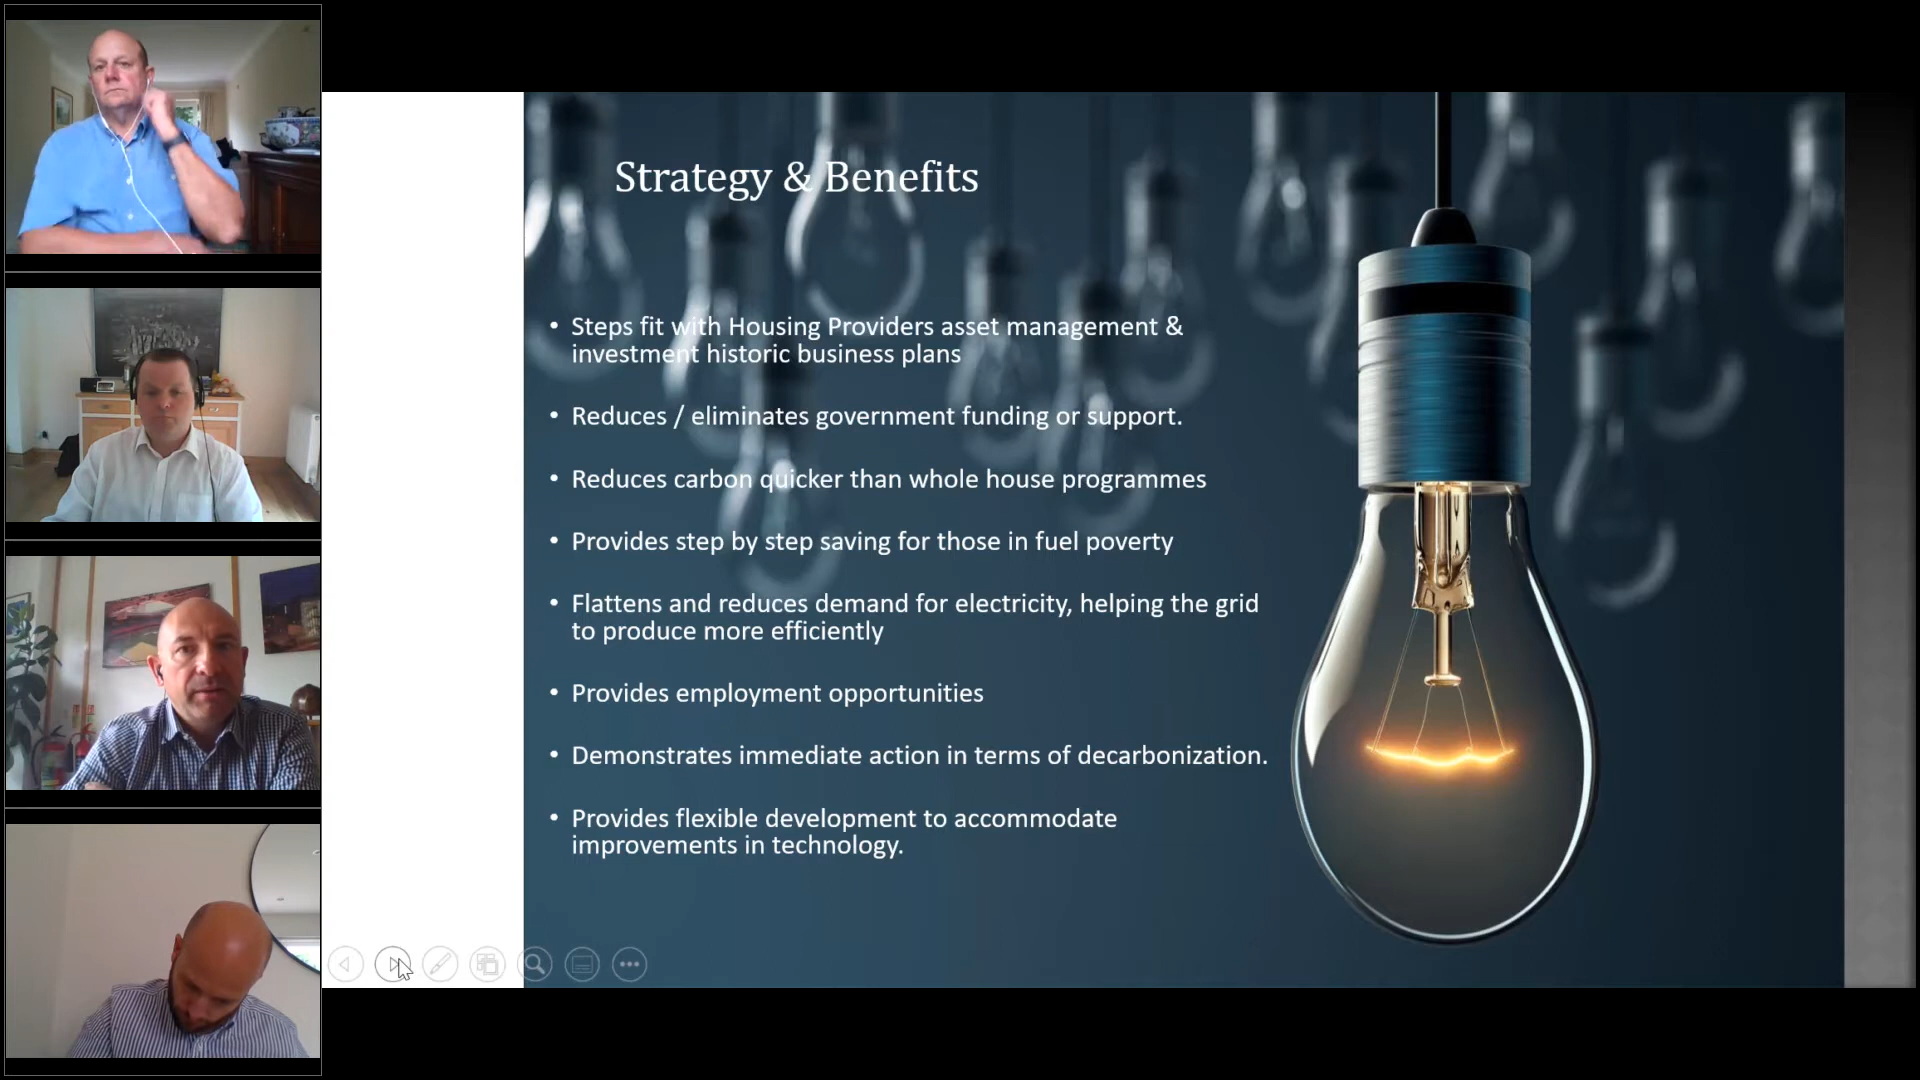 Strategy & Benefits
• Steps fit with Housing Providers asset management &
investment historic business plans
• Reduces / eliminates government funding or support.
• Reduces carbon quicker than whole house programmes
• Provides step by step saving for those in fuel poverty
• Flattens and reduces demand for electricity, helping the grid
to produce more efficiently
• Provides employment opportunities
• Demonstrates immediate action in terms of decarbonization.
• Provides flexible development to accommodate
improvements in technology.